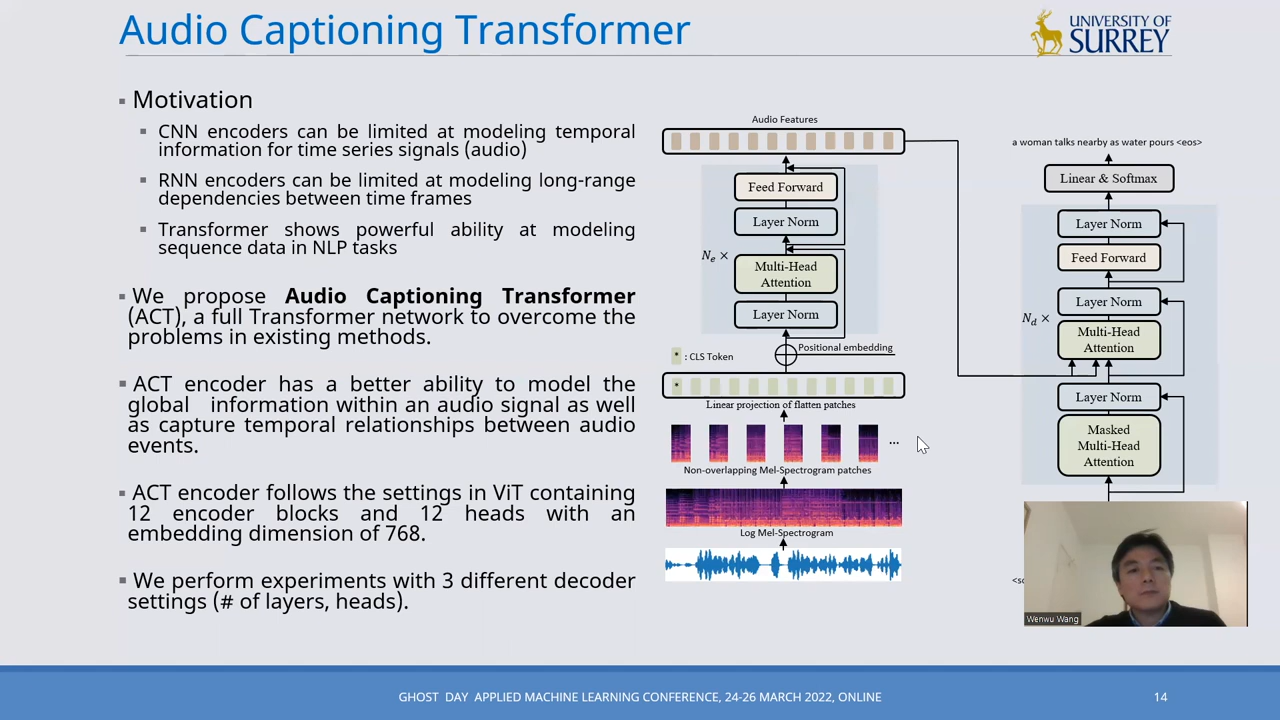 Audio Captioning Transformer
UNIVERSITY OF
SURREY
Motivation
CNN encoders can be limited at modeling temporal
information for time series signals (audio)
RNN encoders can be limited at modeling long-range
dependencies between time frames
Transformer shows powerful ability at modeling
sequence data in NLP tasks
We propose Audio Captioning Transformer
(ACT), a full Transformer network to overcome the
problems in existing methods.
ACT encoder has a better ability to model the
global information within an audio signal as well
as capture temporal relationships between audio
events.
ACT encoder follows the settings in ViT containing
12 encoder blocks and 12 heads with an
embedding dimension of 768.
We perform experiments with 3 different decoder
settings (# of layers, heads).
Audio Features
Feed Forward
Layer Norm
Nₑ ×
Multi-Head
Attention
Layer Norm
Positional embedding
* : CLS Token
*
Linear projection of flatten patches
...
Non-overlapping Mel-Spectrogram patches
Log Mel-Spectrogram
a woman talks nearby as water pours <eos>
Linear & Softmax
Layer Norm
Feed Forward
Layer Norm
N_d ×
Multi-Head
Attention
Layer Norm
Masked
Multi-Head
Attention
Wenwu Wang
GHOST DAY APPLIED MACHINE LEARNING CONFERENCE, 24-26 MARCH 2022, ONLINE
14